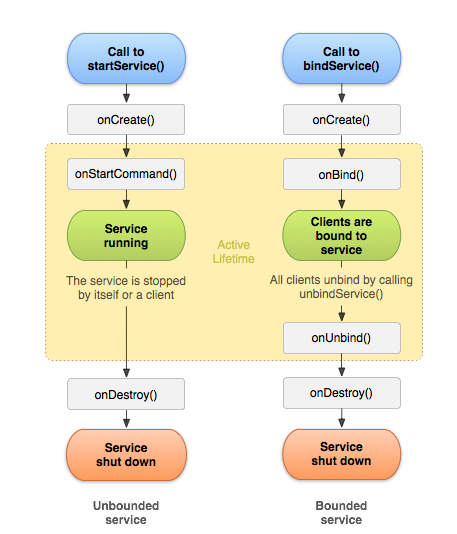 Call to
startService()
onCreate()
onStartCommand()
Service
running
The service is stopped
by itself or a client
onDestroy()
Service
shut down
Unbounded
service
Active
Lifetime
Call to
bindService()
onCreate()
onBind()
Clients are
bound to
service
All clients unbind by calling
unbindService()
onUnbind()
onDestroy()
Service
shut down
Bounded
service